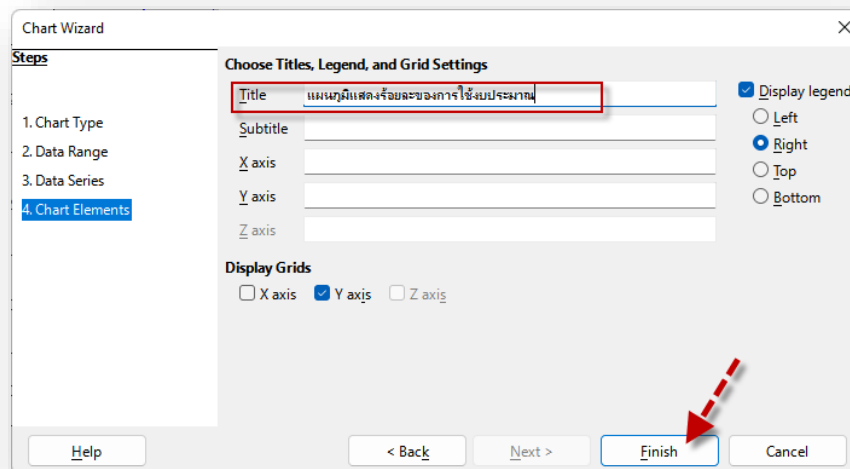 Chart Wizard
Steps
1. Chart Type
2. Data Range
3. Data Series
4. Chart Elements
Choose Titles, Legend, and Grid Settings
Title แผนภูมิแสดงร้อยละของการใช้งบประมาณ
Subtitle
X axis
Y axis
Z axis
Display legend
Left
Right
Top
Bottom
Display Grids
X axis Y axis Z axis
Help < Back Next > Finish Cancel